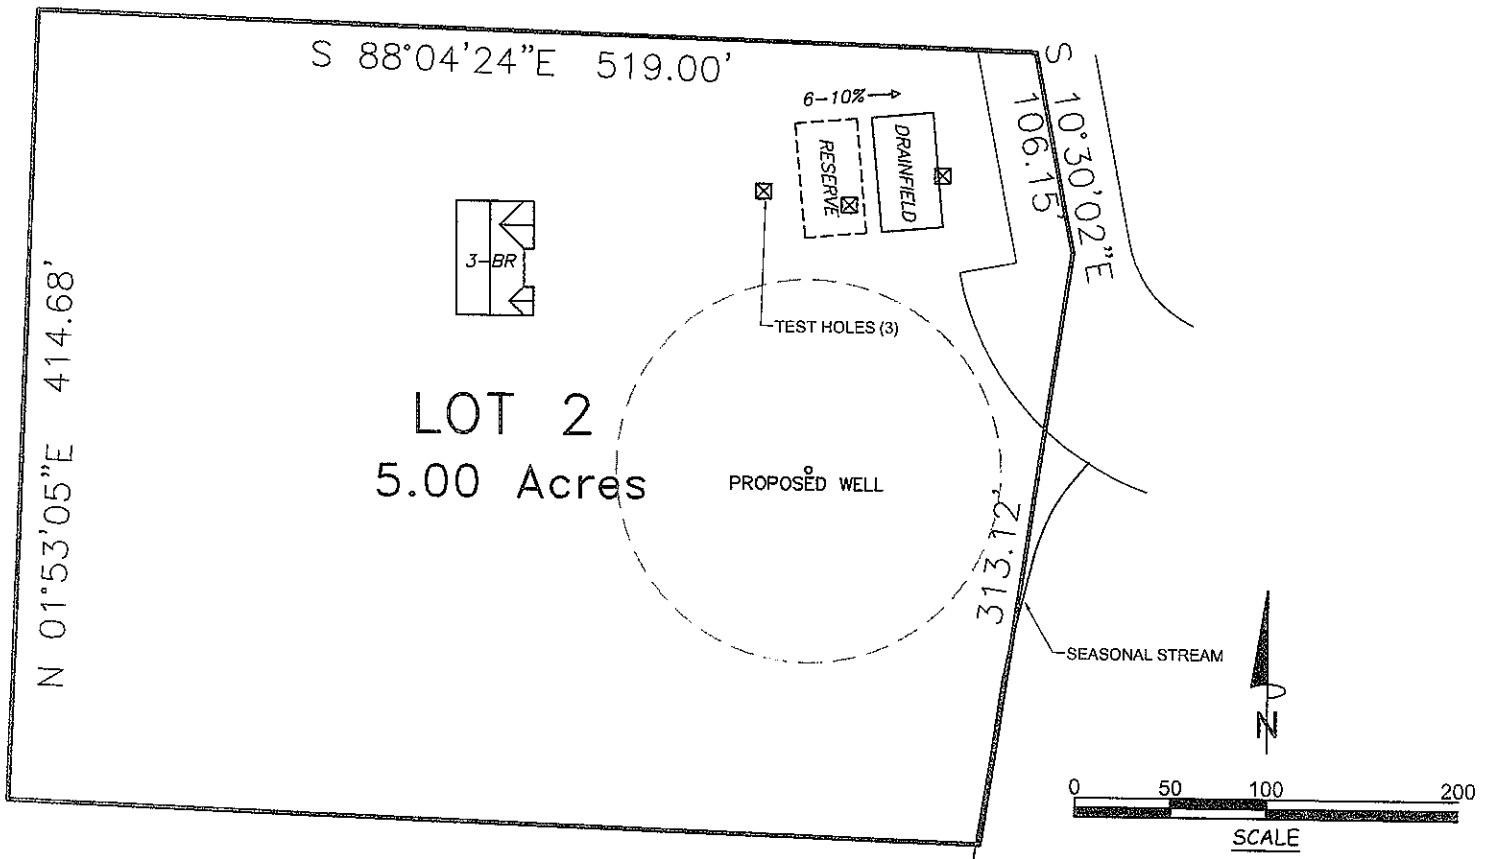 S 88°04'24"E 519.00'
S 10°30'02"E
106.15'
6-10%
RESERVE
DRAINFIELD
3-BR
TEST HOLES (3)
N 01°53'05"E 414.68'
LOT 2
5.00 Acres
PROPOSED WELL
313.12'
SEASONAL STREAM
N
0 50 100 200
SCALE